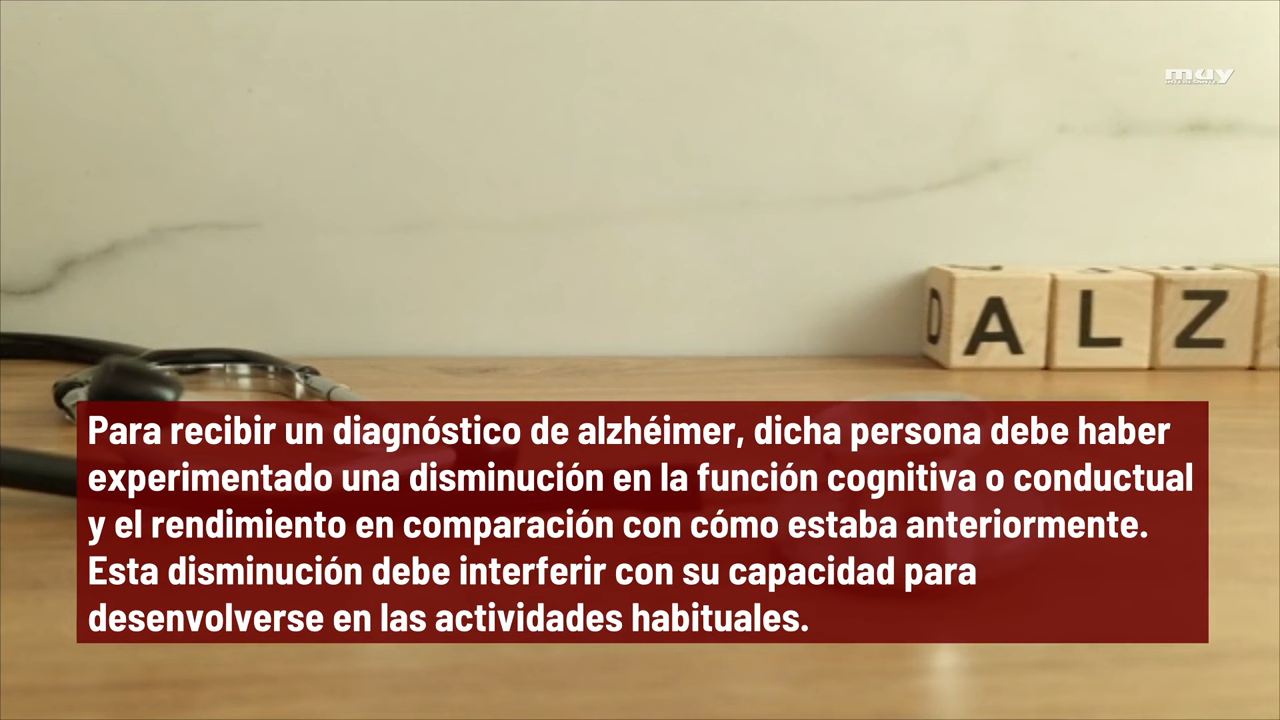 muy
D ALZ
Para recibir un diagnóstico de alzhéimer, dicha persona debe haber
experimentado una disminución en la función cognitiva o conductual
y el rendimiento en comparación con cómo estaba anteriormente.
Esta disminución debe interferir con su capacidad para
desenvolverse en las actividades habituales.